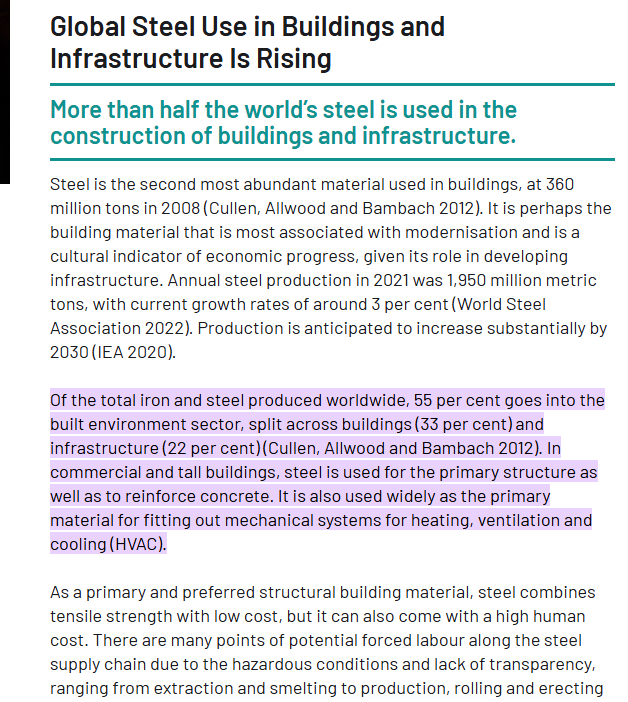 Global Steel Use in Buildings and
Infrastructure Is Rising
More than half the world's steel is used in the
construction of buildings and infrastructure.
Steel is the second most abundant material used in buildings, at 360
million tons in 2008 (Cullen, Allwood and Bambach 2012). It is perhaps the
building material that is most associated with modernisation and is a
cultural indicator of economic progress, given its role in developing
infrastructure. Annual steel production in 2021 was 1,950 million metric
tons, with current growth rates of around 3 per cent (World Steel
Association 2022). Production is anticipated to increase substantially by
2030 (IEA 2020).
Of the total iron and steel produced worldwide, 55 per cent goes into the
built environment sector, split across buildings (33 per cent) and
infrastructure (22 per cent) (Cullen, Allwood and Bambach 2012). In
commercial and tall buildings, steel is used for the primary structure as
well as to reinforce concrete. It is also used widely as the primary
material for fitting out mechanical systems for heating, ventilation and
cooling (HVAC).
As a primary and preferred structural building material, steel combines
tensile strength with low cost, but it can also come with a high human
cost. There are many points of potential forced labour along the steel
supply chain due to the hazardous conditions and lack of transparency,
ranging from extraction and smelting to production, rolling and erecting